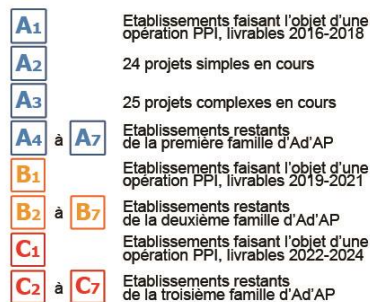 A1 Etablissements faisant l'objet d'une
opération PPI, livrables 2016-2018
A2 24 projets simples en cours
A3 25 projets complexes en cours
A4 à A7 Etablissements restants
de la première famille d'Ad'AP
B1 Etablissements faisant l'objet d'une
opération PPI, livrables 2019-2021
B2 à B7 Etablissements restants
de la deuxième famille d'Ad'AP
C1 Etablissements faisant l'objet d'une
opération PPI, livrables 2022-2024
C2 à C7 Etablissements restants
de la troisième famille d'Ad'AP